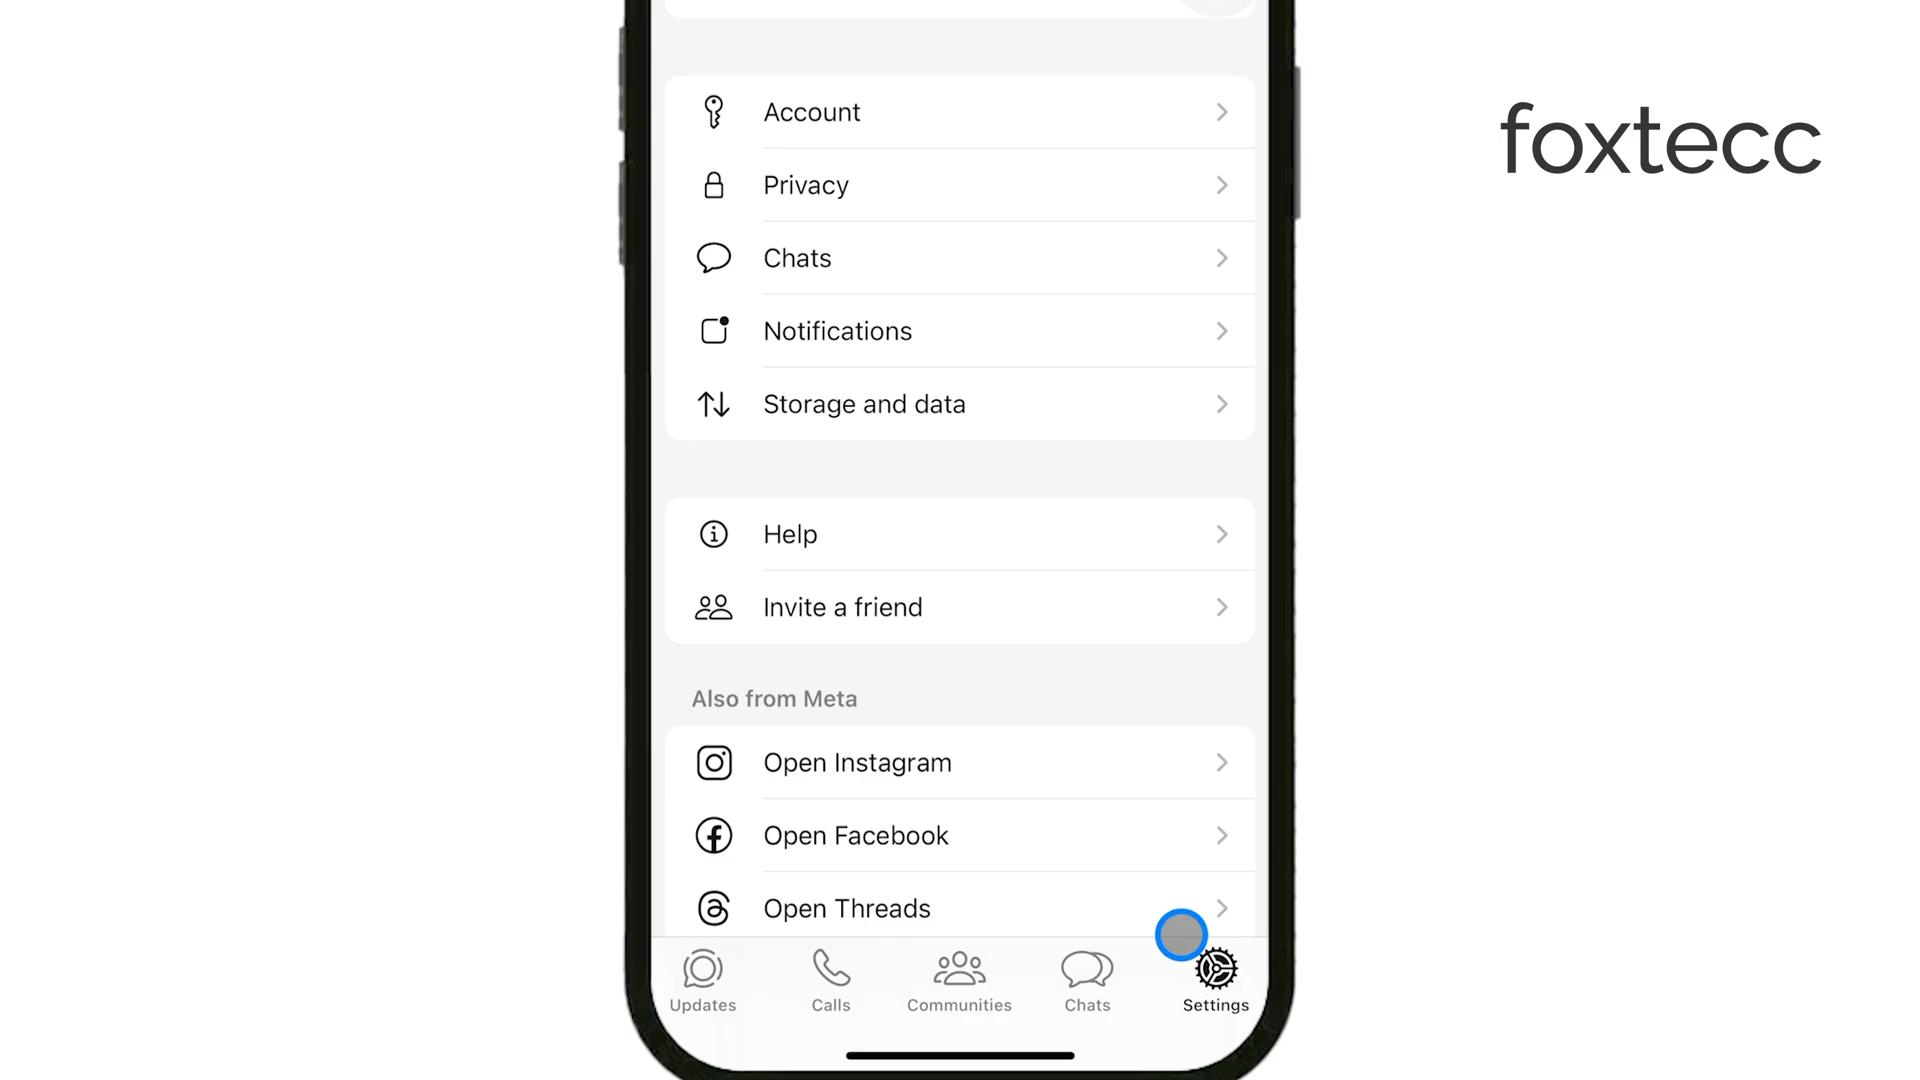 foxtecc
Account
Privacy
Chats
Notifications
Storage and data
Help
Invite a friend
Also from Meta
Open Instagram
Open Facebook
Open Threads
Updates
Calls
Communities
Chats
Settings